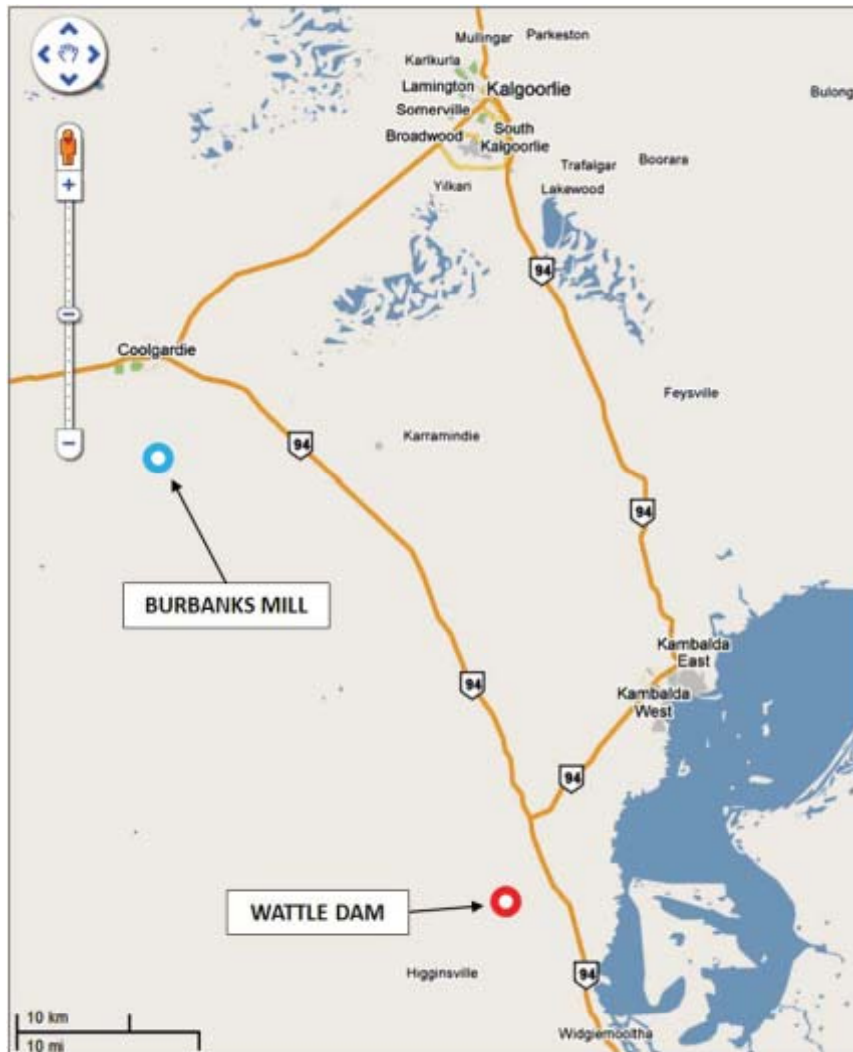 Mullingar
Parkeston
Karlkurla
Lamington
Kalgoorlie
Bulong
Somerville
Broadwood
South
Kalgoorlie
Trafalgar
Boorara
Yilkari
Lakewood
94
Coolgardie
Feysville
94
Karramindie
94
BURBANKS MILL
Kambalda
East
94
Kambalda
West
94
WATTLE DAM
Higginsville
94
Widgiemooltha
10 km
10 mi
+
−